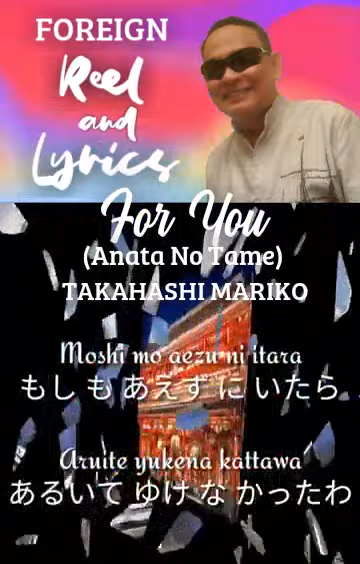 FOREIGN
Reel
and
Lyrics
For You
(Anata No Tame)
TAKAHASHI MARIKO
Moshi mo aezu ni itara
もし も あえず に いたら
Aruite yukena kattawa
あるいて ゆけ な かったわ